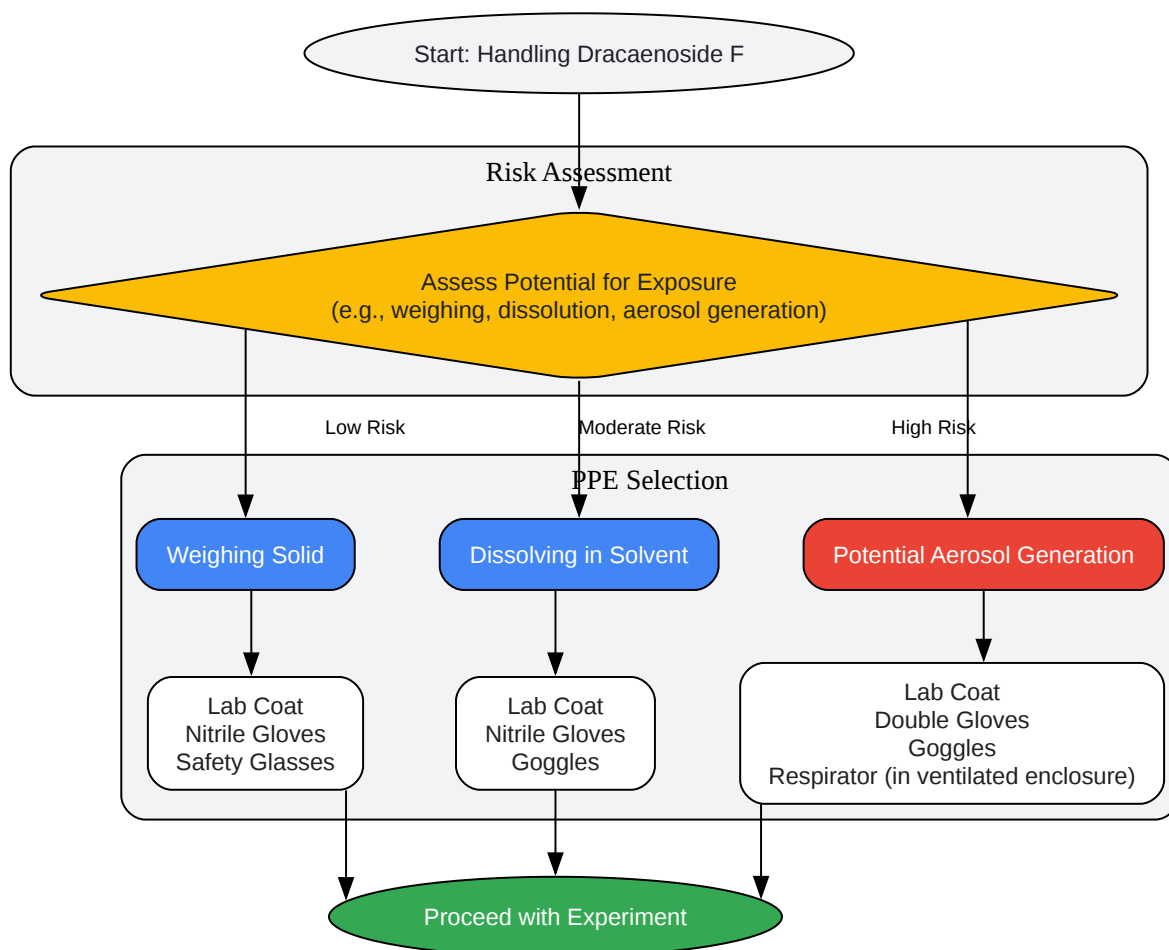 Start: Handling Dracaenoside F
Risk Assessment
Assess Potential for Exposure
(e.g., weighing, dissolution, aerosol generation)
Low Risk
Moderate Risk
High Risk
PPE Selection
Weighing Solid
Dissolving in Solvent
Potential Aerosol Generation
Lab Coat
Nitrile Gloves
Safety Glasses
Lab Coat
Nitrile Gloves
Goggles
Lab Coat
Double Gloves
Goggles
Respirator (in ventilated enclosure)
Proceed with Experiment